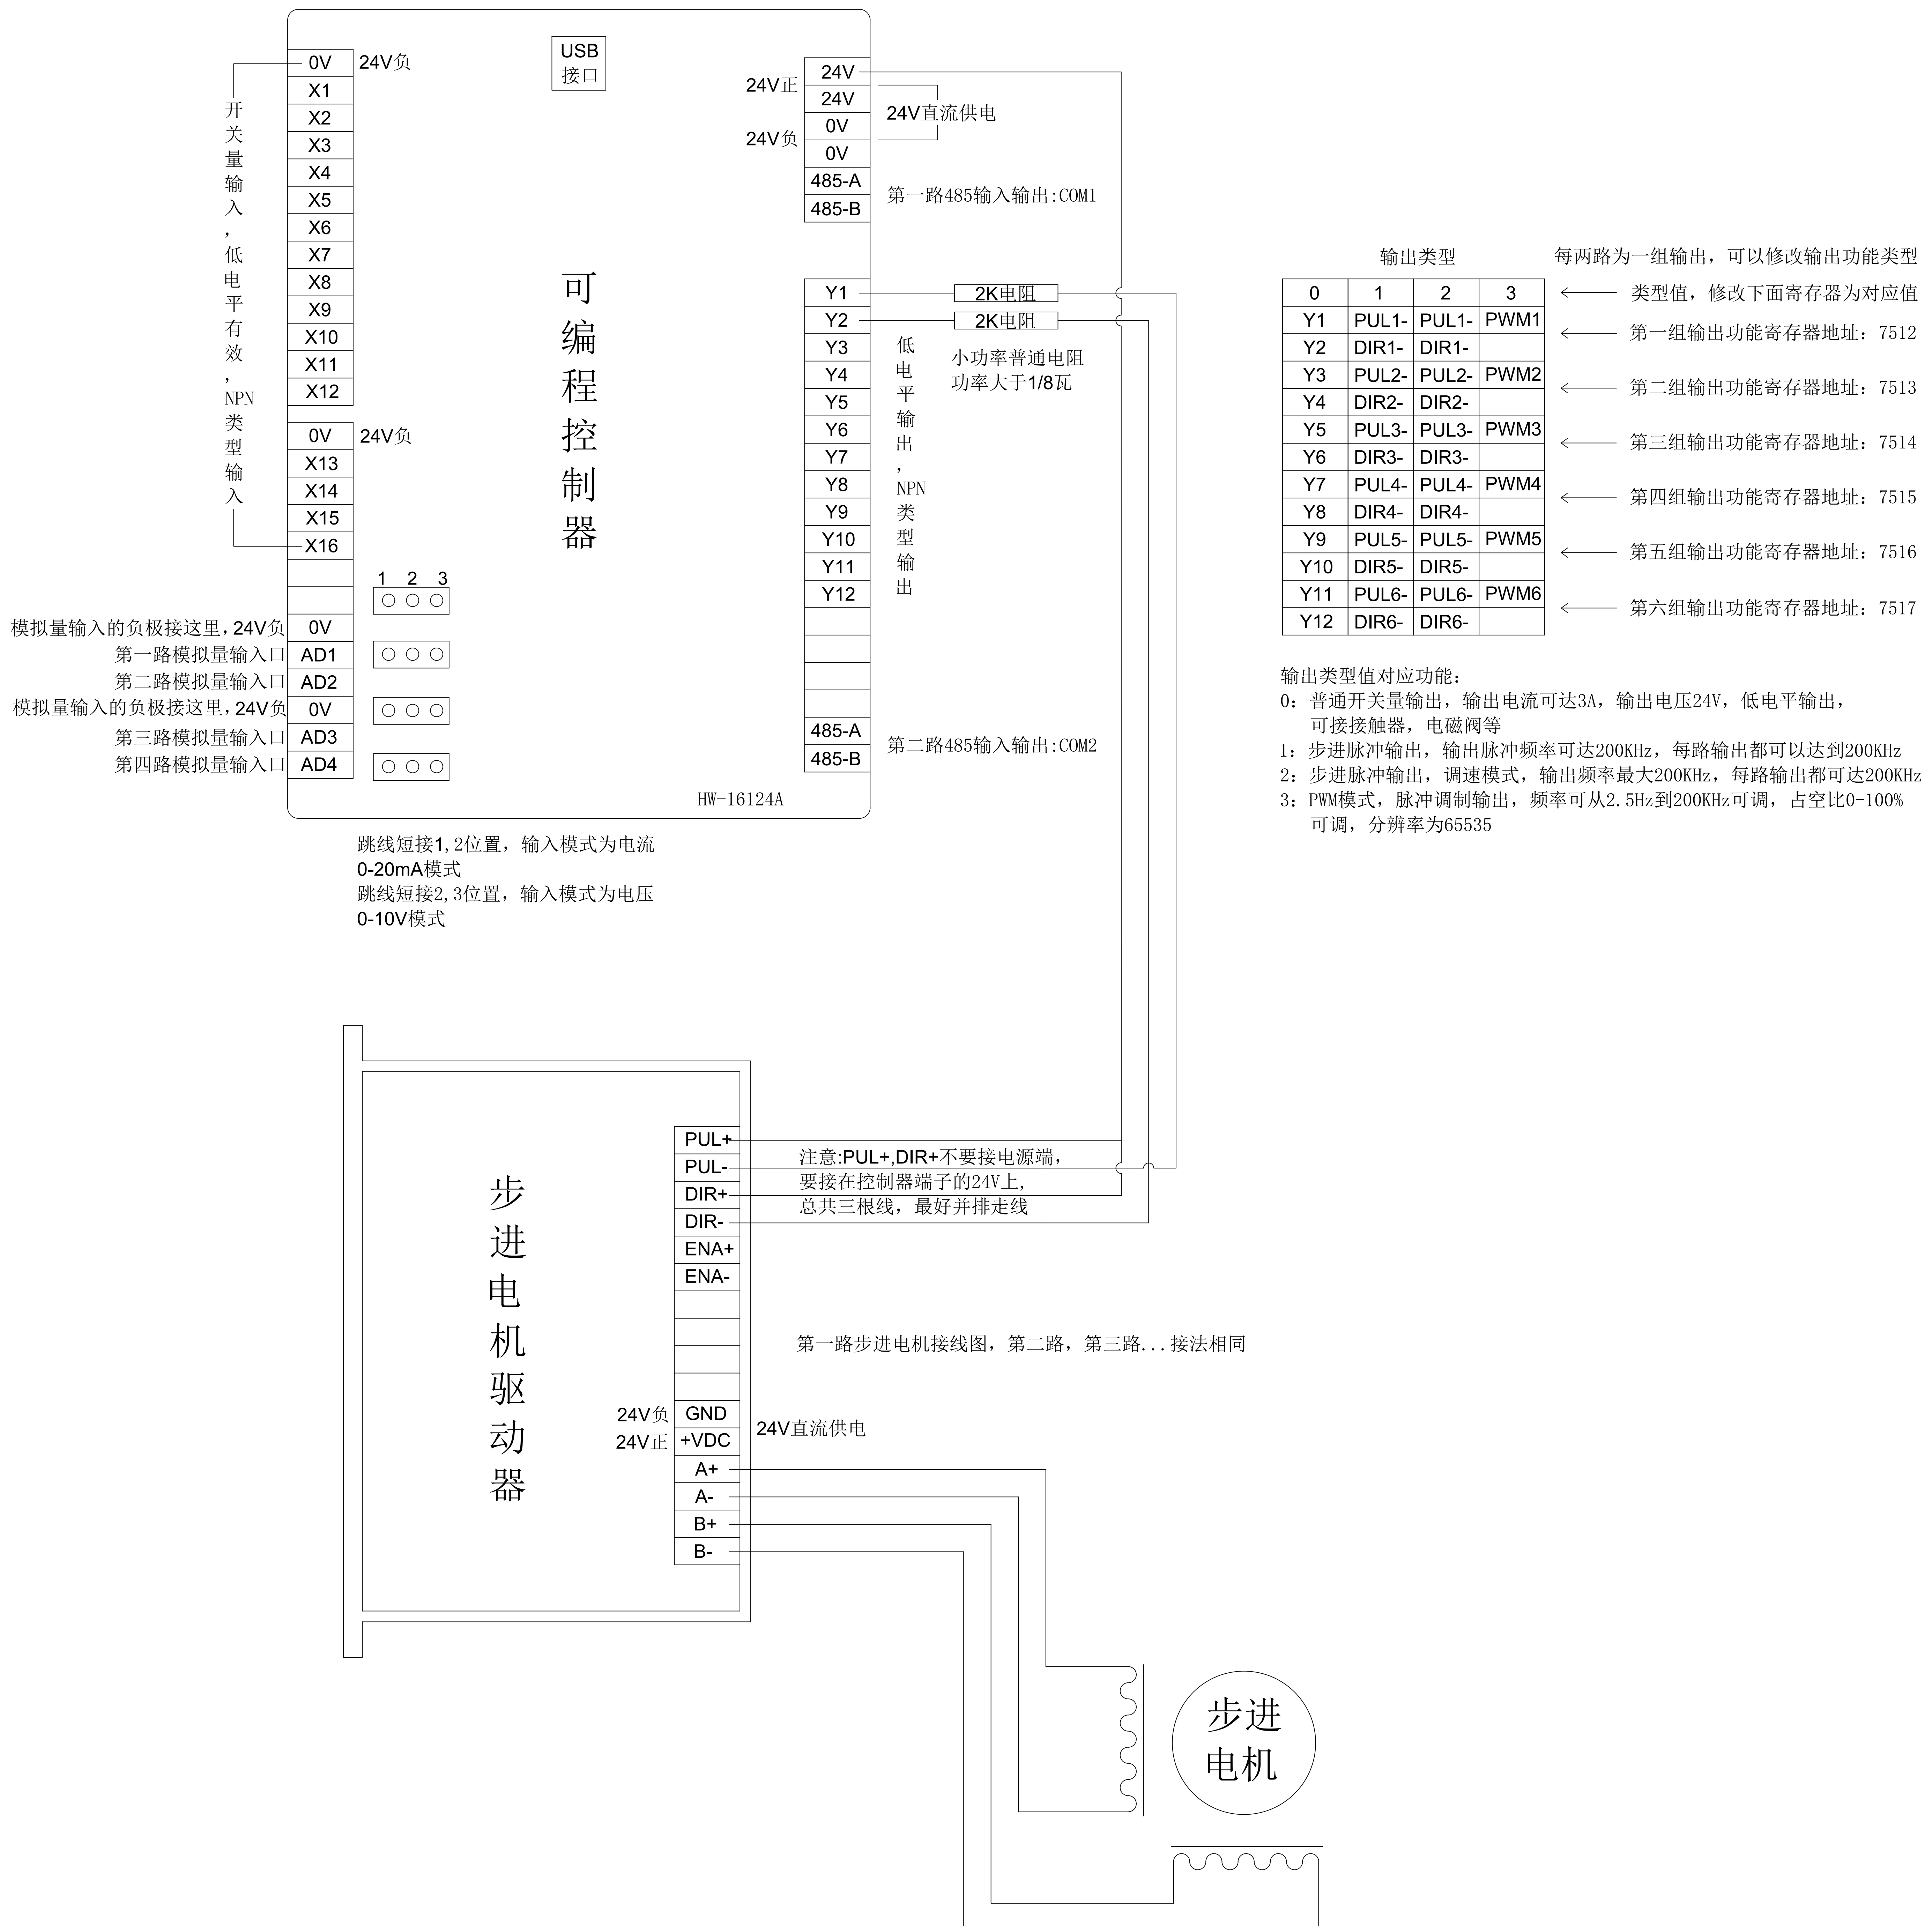 USB
接口
0V 24V负
X1
X2
X3
X4
X5
X6
X7
X8
X9
X10
X11
X12
0V 24V负
X13
X14
X15
X16
开关量输入，低电平有效，NPN类型输入
模拟量输入的负极接这里，24V负 0V
第一路模拟量输入口 AD1
第二路模拟量输入口 AD2
模拟量输入的负极接这里，24V负 0V
第三路模拟量输入口 AD3
第四路模拟量输入口 AD4
1 2 3
可编程控制器
24V正
24V负
24V
24V
0V
0V
485-A
485-B
24V直流供电
第一路485输入输出:COM1
Y1 2K电阻
Y2 2K电阻
Y3
Y4
Y5
Y6
Y7
Y8
Y9
Y10
Y11
Y12
小功率普通电阻
功率大于1/8瓦
低电平输出，NPN类型输出
485-A
485-B
第二路485输入输出:COM2
HW-16124A
跳线短接1,2位置，输入模式为电流
0-20mA模式
跳线短接2,3位置，输入模式为电压
0-10V模式
输出类型 每两路为一组输出，可以修改输出功能类型
0 1 2 3 类型值，修改下面寄存器为对应值
Y1 PUL1- PUL1- PWM1
第一组输出功能寄存器地址：7512
Y2 DIR1- DIR1-
Y3 PUL2- PUL2- PWM2
第二组输出功能寄存器地址：7513
Y4 DIR2- DIR2-
Y5 PUL3- PUL3- PWM3
第三组输出功能寄存器地址：7514
Y6 DIR3- DIR3-
Y7 PUL4- PUL4- PWM4
第四组输出功能寄存器地址：7515
Y8 DIR4- DIR4-
Y9 PUL5- PUL5- PWM5
第五组输出功能寄存器地址：7516
Y10 DIR5- DIR5-
Y11 PUL6- PUL6- PWM6
第六组输出功能寄存器地址：7517
Y12 DIR6- DIR6-
输出类型值对应功能：
0：普通开关量输出，输出电流可达3A，输出电压24V，低电平输出，
可接接触器，电磁阀等
1：步进脉冲输出，输出脉冲频率可达200KHz，每路输出都可以达到200KHz
2：步进脉冲输出，调速模式，输出频率最大200KHz，每路输出都可达200KHz
3：PWM模式，脉冲调制输出，频率可从2.5Hz到200KHz可调，占空比0-100%
可调，分辨率为65535
步进电机驱动器
PUL+
PUL-
DIR+
DIR-
ENA+
ENA-
注意:PUL+,DIR+不要接电源端，
要接在控制器端子的24V上，
总共三根线，最好并排走线
第一路步进电机接线图，第二路，第三路...接法相同
24V负 GND
24V正 +VDC
24V直流供电
A+
A-
B+
B-
步进
电机